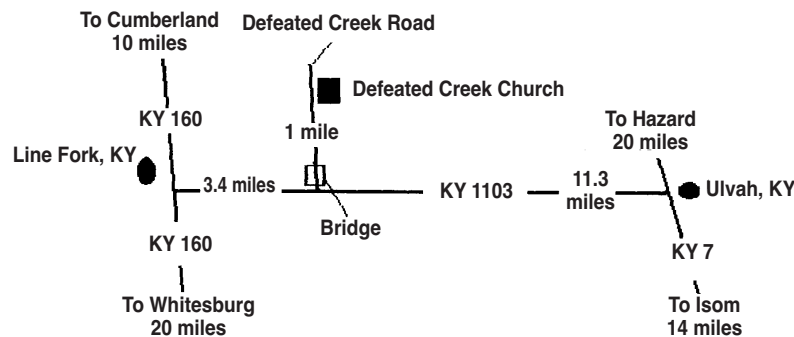 To Cumberland
10 miles
Defeated Creek Road
Defeated Creek Church
KY 160
1 mile
To Hazard
20 miles
Line Fork, KY
3.4 miles
KY 1103
11.3
miles
Ulvah, KY
Bridge
KY 160
KY 7
To Whitesburg
20 miles
To Isom
14 miles